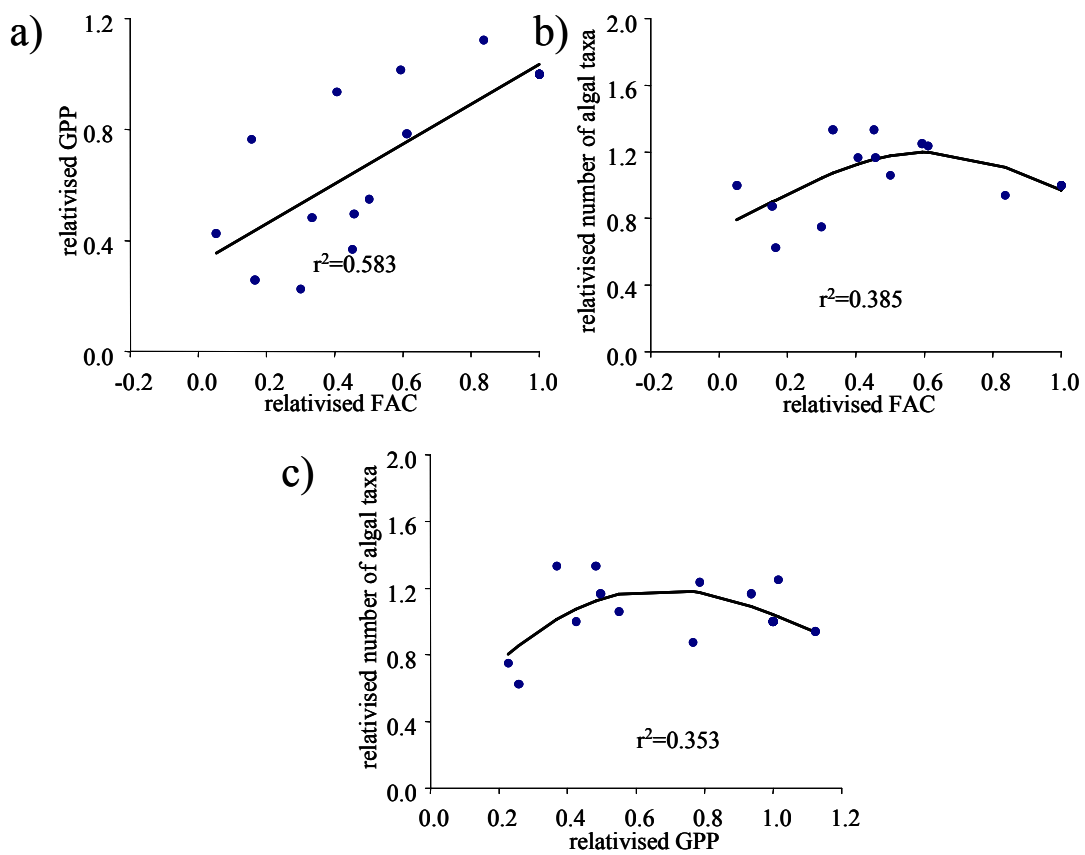 a)
relativised GPP
1.2
0.8
0.4
0.0
r²=0.583
-0.2 0.0 0.2 0.4 0.6 0.8 1.0
relativised FAC
b)
relativised number of algal taxa
2.0
1.6
1.2
0.8
0.4
0.0
r²=0.385
-0.2 0.0 0.2 0.4 0.6 0.8 1.0
relativised FAC
c)
relativised number of algal taxa
2.0
1.6
1.2
0.8
0.4
0.0
r²=0.353
0.0 0.2 0.4 0.6 0.8 1.0 1.2
relativised GPP